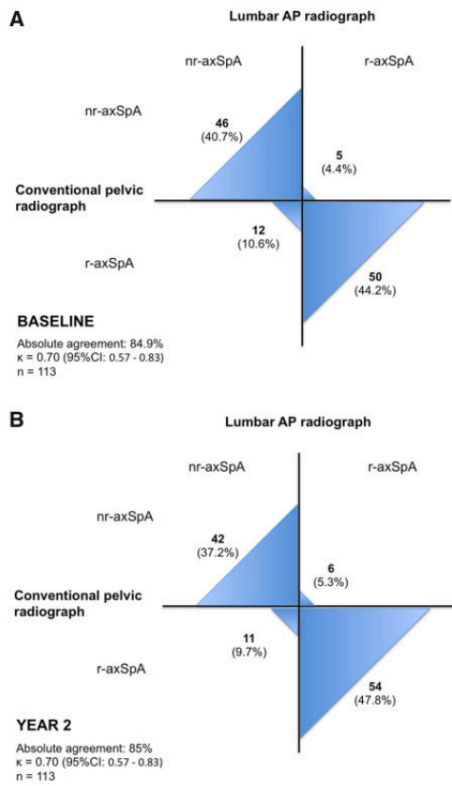 A
Lumbar AP radiograph
nr-axSpA
r-axSpA
nr-axSpA
46
(40.7%)
5
(4.4%)
Conventional pelvic
radiograph
12
(10.6%)
r-axSpA
50
(44.2%)
BASELINE
Absolute agreement: 84.9%
κ = 0.70 (95%CI: 0.57 - 0.83)
n = 113
B
Lumbar AP radiograph
nr-axSpA
r-axSpA
nr-axSpA
42
(37.2%)
6
(5.3%)
Conventional pelvic
radiograph
11
(9.7%)
r-axSpA
54
(47.8%)
YEAR 2
Absolute agreement: 85%
κ = 0.70 (95%CI: 0.57 - 0.83)
n = 113